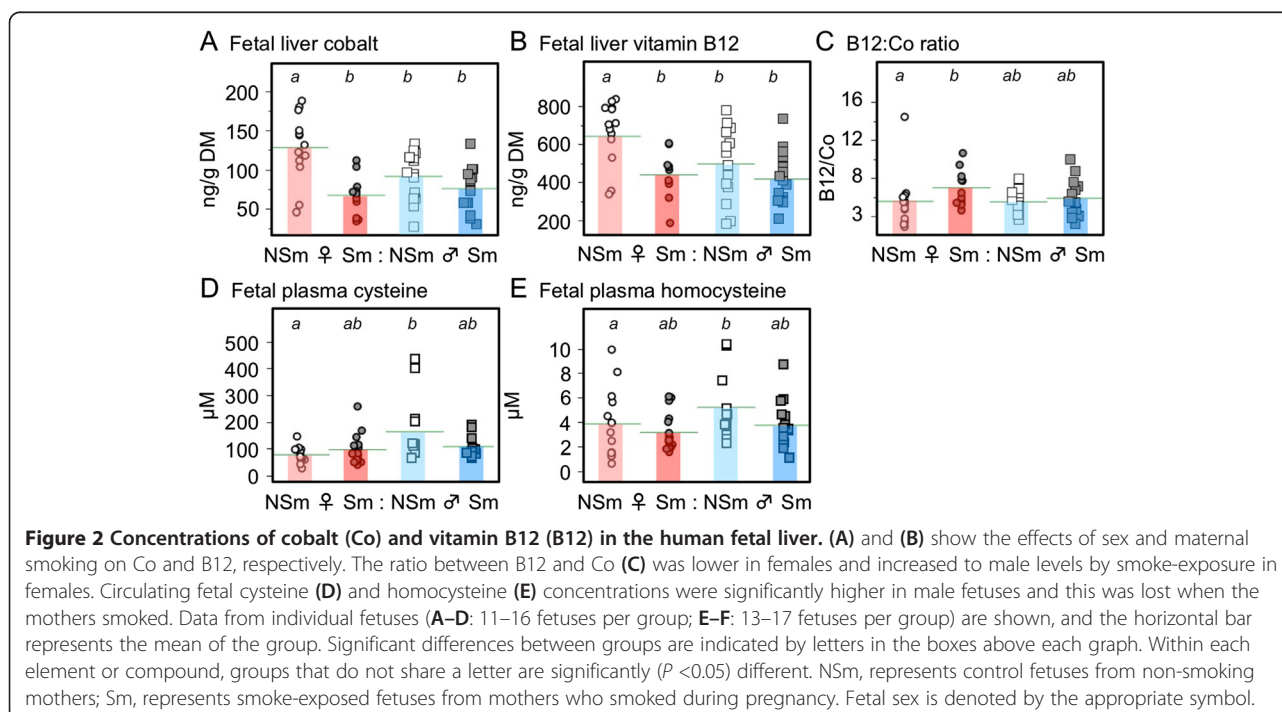 A Fetal liver cobalt
B Fetal liver vitamin B12
C B12:Co ratio
a b b b
a b b b
a b ab ab
ng/g DM
200
150
100
50
ng/g DM
800
600
400
200
B12/Co
16
12
8
3
NSm ♀ Sm : NSm ♂ Sm
NSm ♀ Sm : NSm ♂ Sm
NSm ♀ Sm : NSm ♂ Sm
D Fetal plasma cysteine
E Fetal plasma homocysteine
a ab b ab
a ab b ab
µM
500
400
300
200
100
0
µM
10
8
6
4
2
0
NSm ♀ Sm : NSm ♂ Sm
NSm ♀ Sm : NSm ♂ Sm
Figure 2 Concentrations of cobalt (Co) and vitamin B12 (B12) in the human fetal liver. (A) and (B) show the effects of sex and maternal
smoking on Co and B12, respectively. The ratio between B12 and Co (C) was lower in females and increased to male levels by smoke-exposure in
females. Circulating fetal cysteine (D) and homocysteine (E) concentrations were significantly higher in male fetuses and this was lost when the
mothers smoked. Data from individual fetuses (A–D: 11–16 fetuses per group; E–F: 13–17 fetuses per group) are shown, and the horizontal bar
represents the mean of the group. Significant differences between groups are indicated by letters in the boxes above each graph. Within each
element or compound, groups that do not share a letter are significantly (P <0.05) different. NSm, represents control fetuses from non-smoking
mothers; Sm, represents smoke-exposed fetuses from mothers who smoked during pregnancy. Fetal sex is denoted by the appropriate symbol.